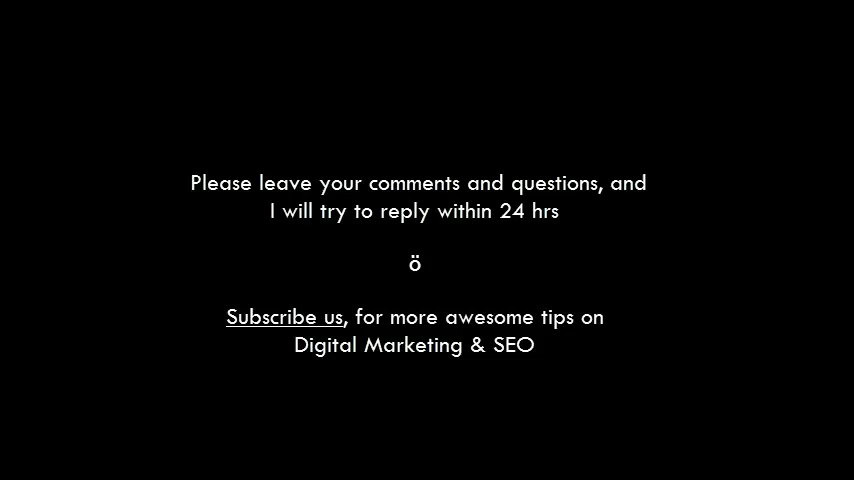 Please leave your comments and questions, and
I will try to reply within 24 hrs
ö
Subscribe us, for more awesome tips on
Digital Marketing & SEO